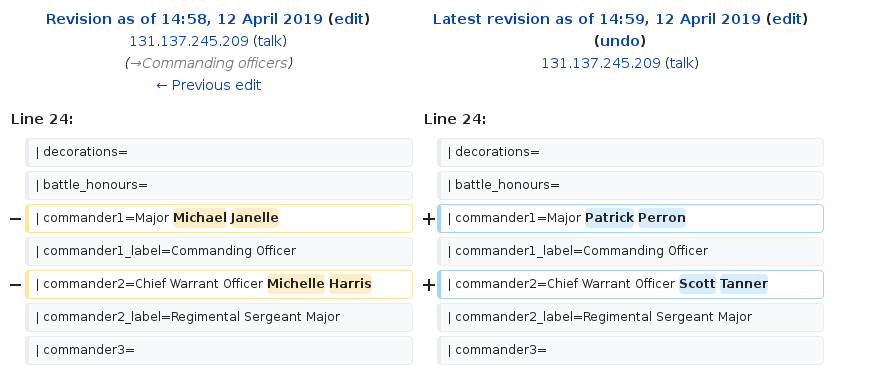 Revision as of 14:58, 12 April 2019 (edit)
131.137.245.209 (talk)
(→Commanding officers)
← Previous edit
Latest revision as of 14:59, 12 April 2019 (edit)
(undo)
131.137.245.209 (talk)
Line 24:
Line 24:
| decorations=
| decorations=
| battle_honours=
| battle_honours=
− | commander1=Major Michael Janelle
+ | commander1=Major Patrick Perron
| commander1_label=Commanding Officer
| commander1_label=Commanding Officer
− | commander2=Chief Warrant Officer Michelle Harris
+ | commander2=Chief Warrant Officer Scott Tanner
| commander2_label=Regimental Sergeant Major
| commander2_label=Regimental Sergeant Major
| commander3=
| commander3=